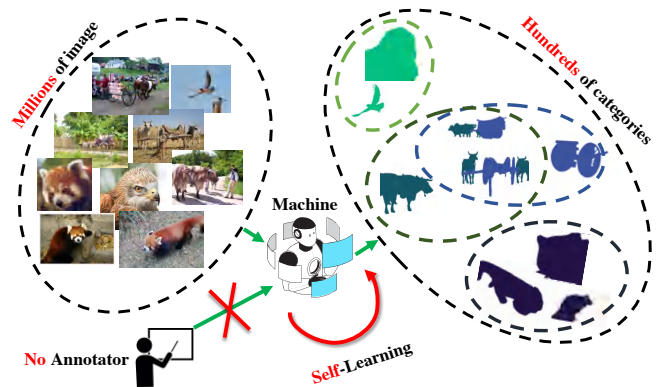 Millions of image
Hundreds of categories
Machine
No Annotator
Self-Learning